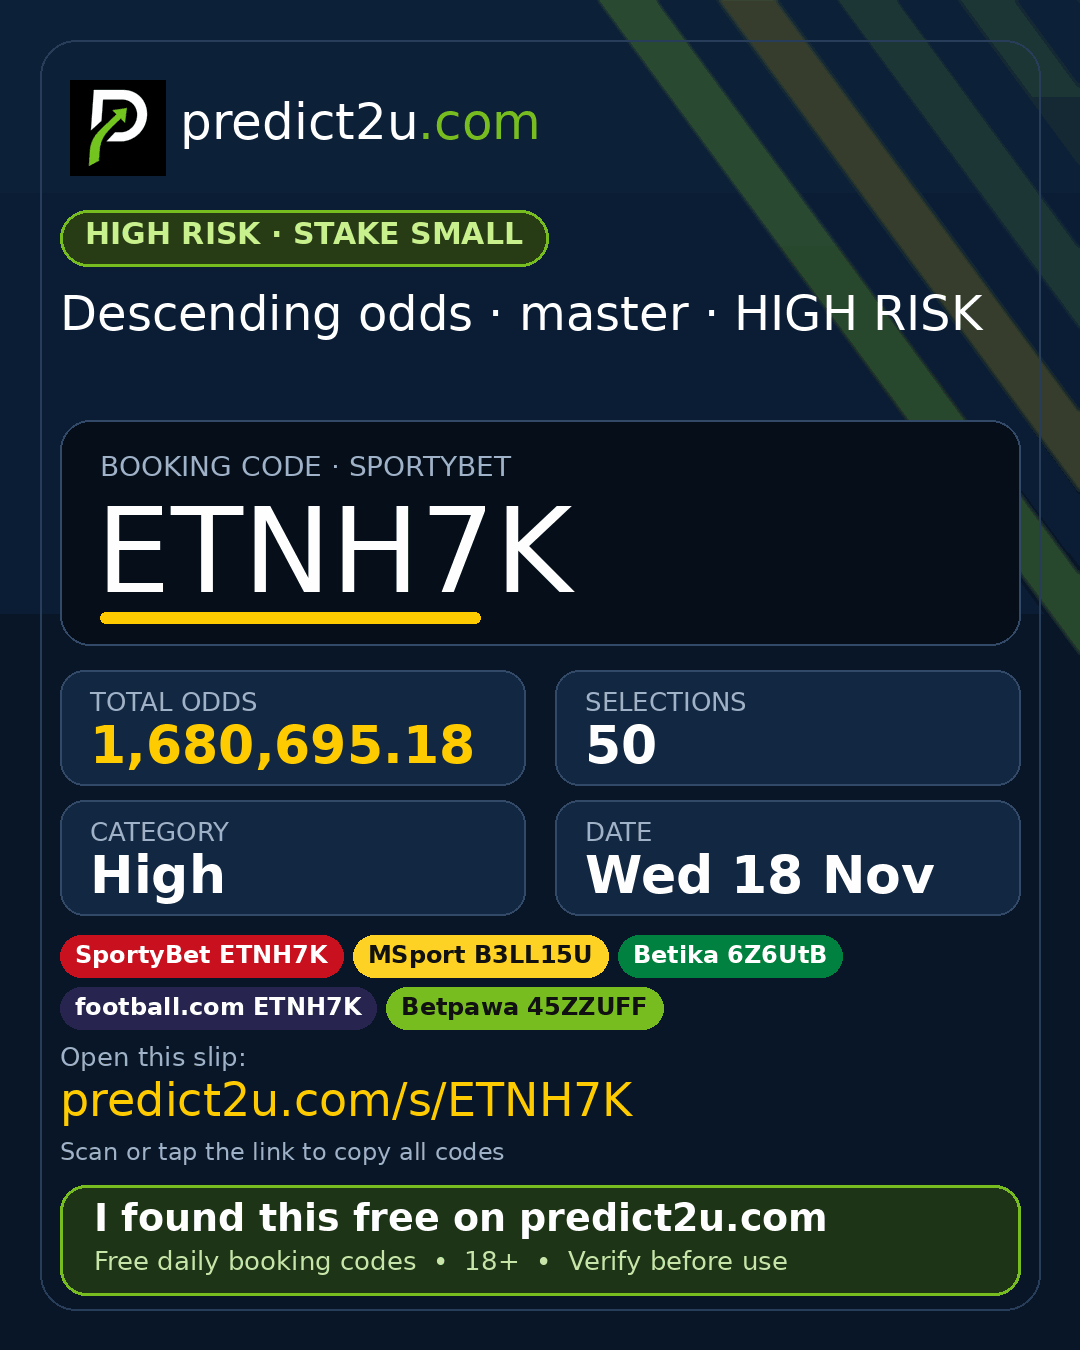 predict2u.com
HIGH RISK · STAKE SMALL
Descending odds · master · HIGH RISK
BOOKING CODE · SPORTYBET
ETNH7K
TOTAL ODDS
1,680,695.18
SELECTIONS
50
CATEGORY
High
DATE
Wed 18 Nov
SportyBet ETNH7K
MSport B3LL15U
Betika 6Z6UtB
football.com ETNH7K
Betpawa 45ZZUFF
Open this slip:
predict2u.com/s/ETNH7K
Scan or tap the link to copy all codes
I found this free on predict2u.com
Free daily booking codes • 18+ • Verify before use